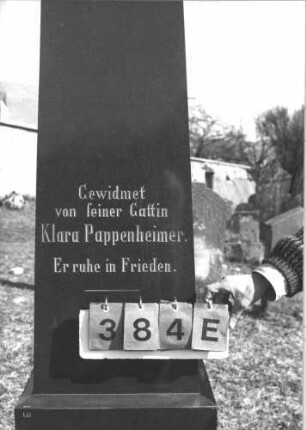 Gewidmet
von seiner Gattin
Klara Pappenheimer.
Er ruhe in Frieden.
384E